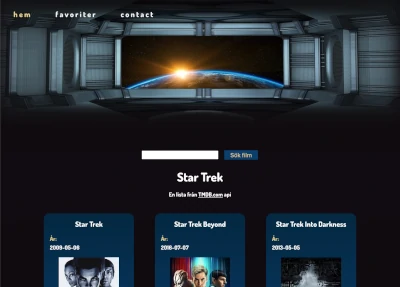 hem favoriter contact
Sök film
Star Trek
En lista från TMDB.com api
Star Trek Star Trek Beyond Star Trek Into Darkness
År: År: År:
2009-05-06 2016-07-07 2013-05-05